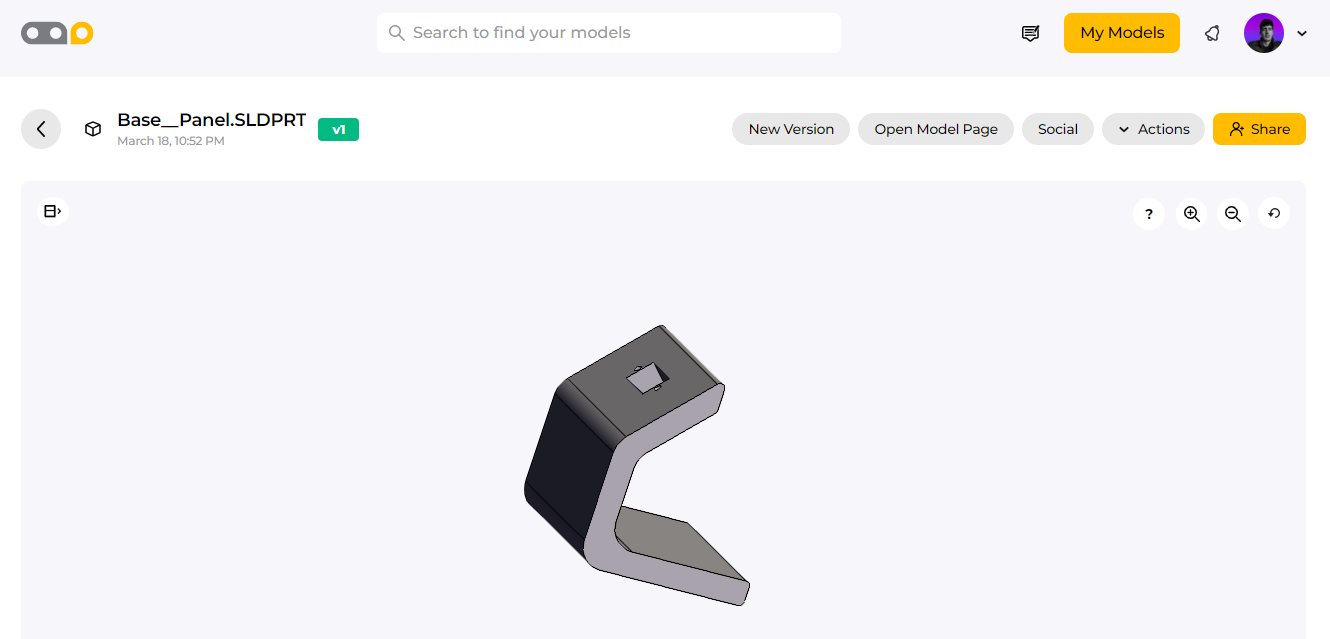 Search to find your models
My Models
Base__Panel.SLDPRT
March 18, 10:52 PM
v1
New Version
Open Model Page
Social
Actions
Share
?